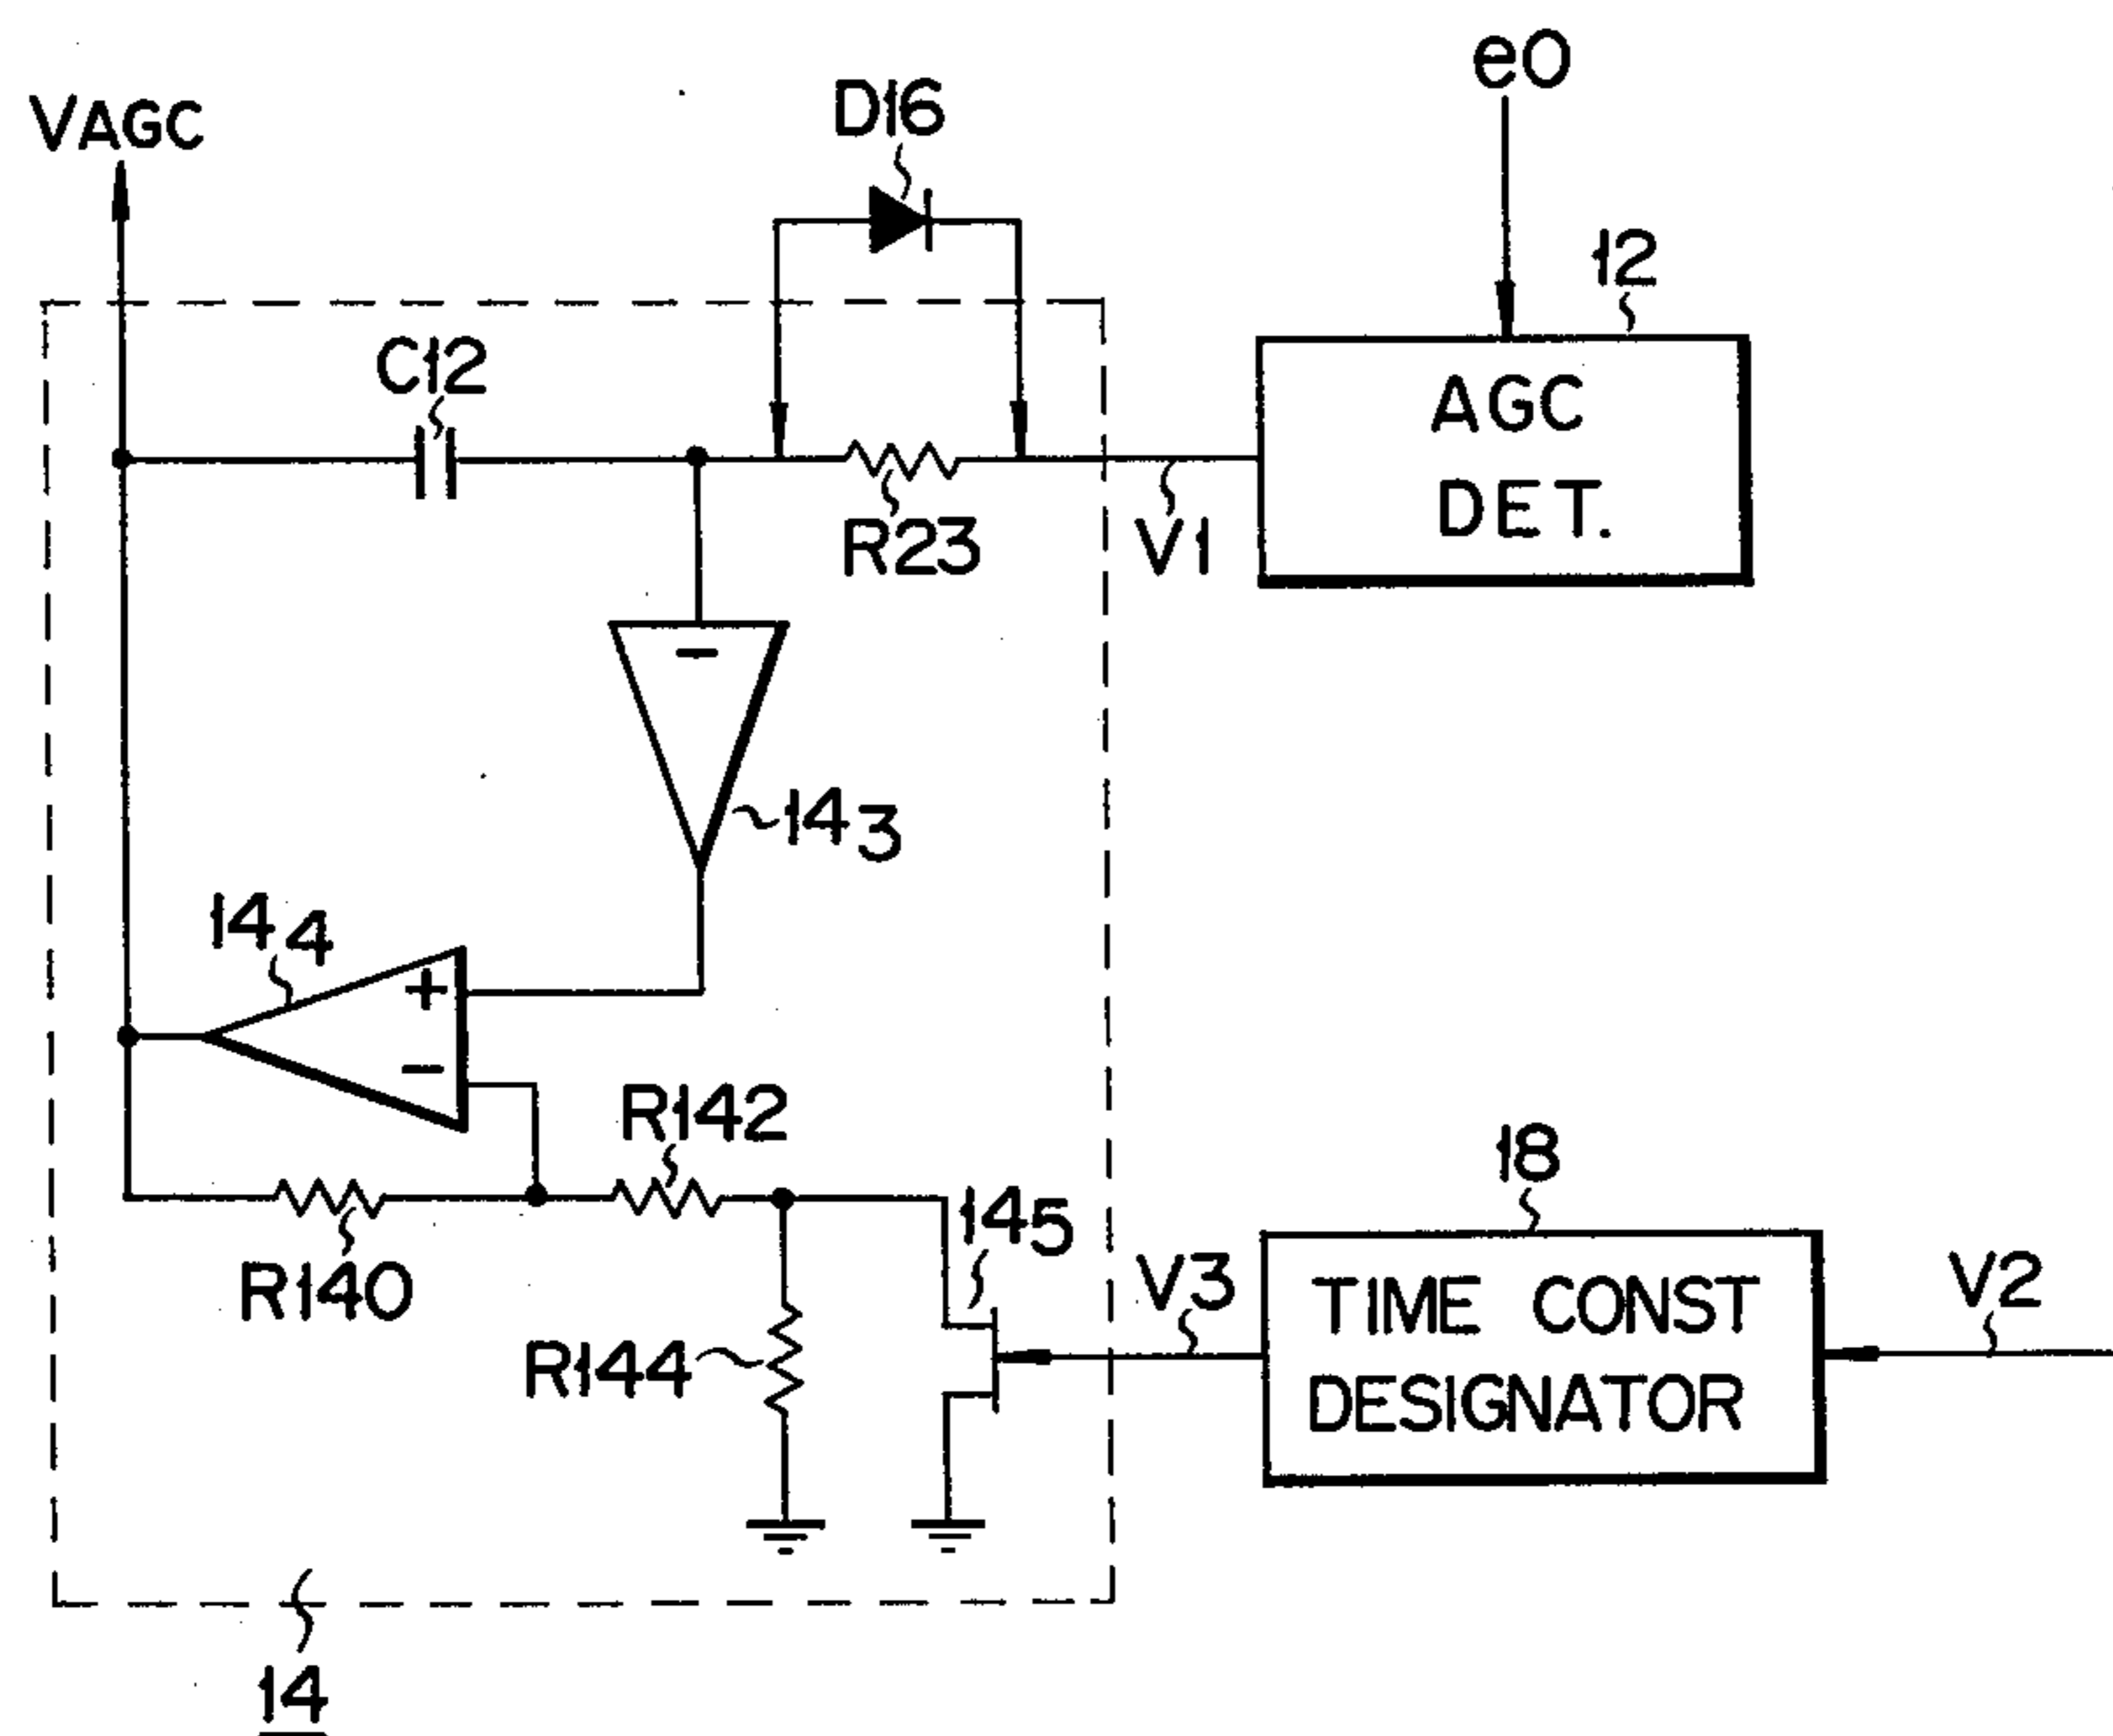 eO
VAGC
D16
12
C12
AGC
DET.
R23
V1
−
143
144
+
−
R142
18
145
V3
V2
TIME CONST
DESIGNATOR
R140
R144
14